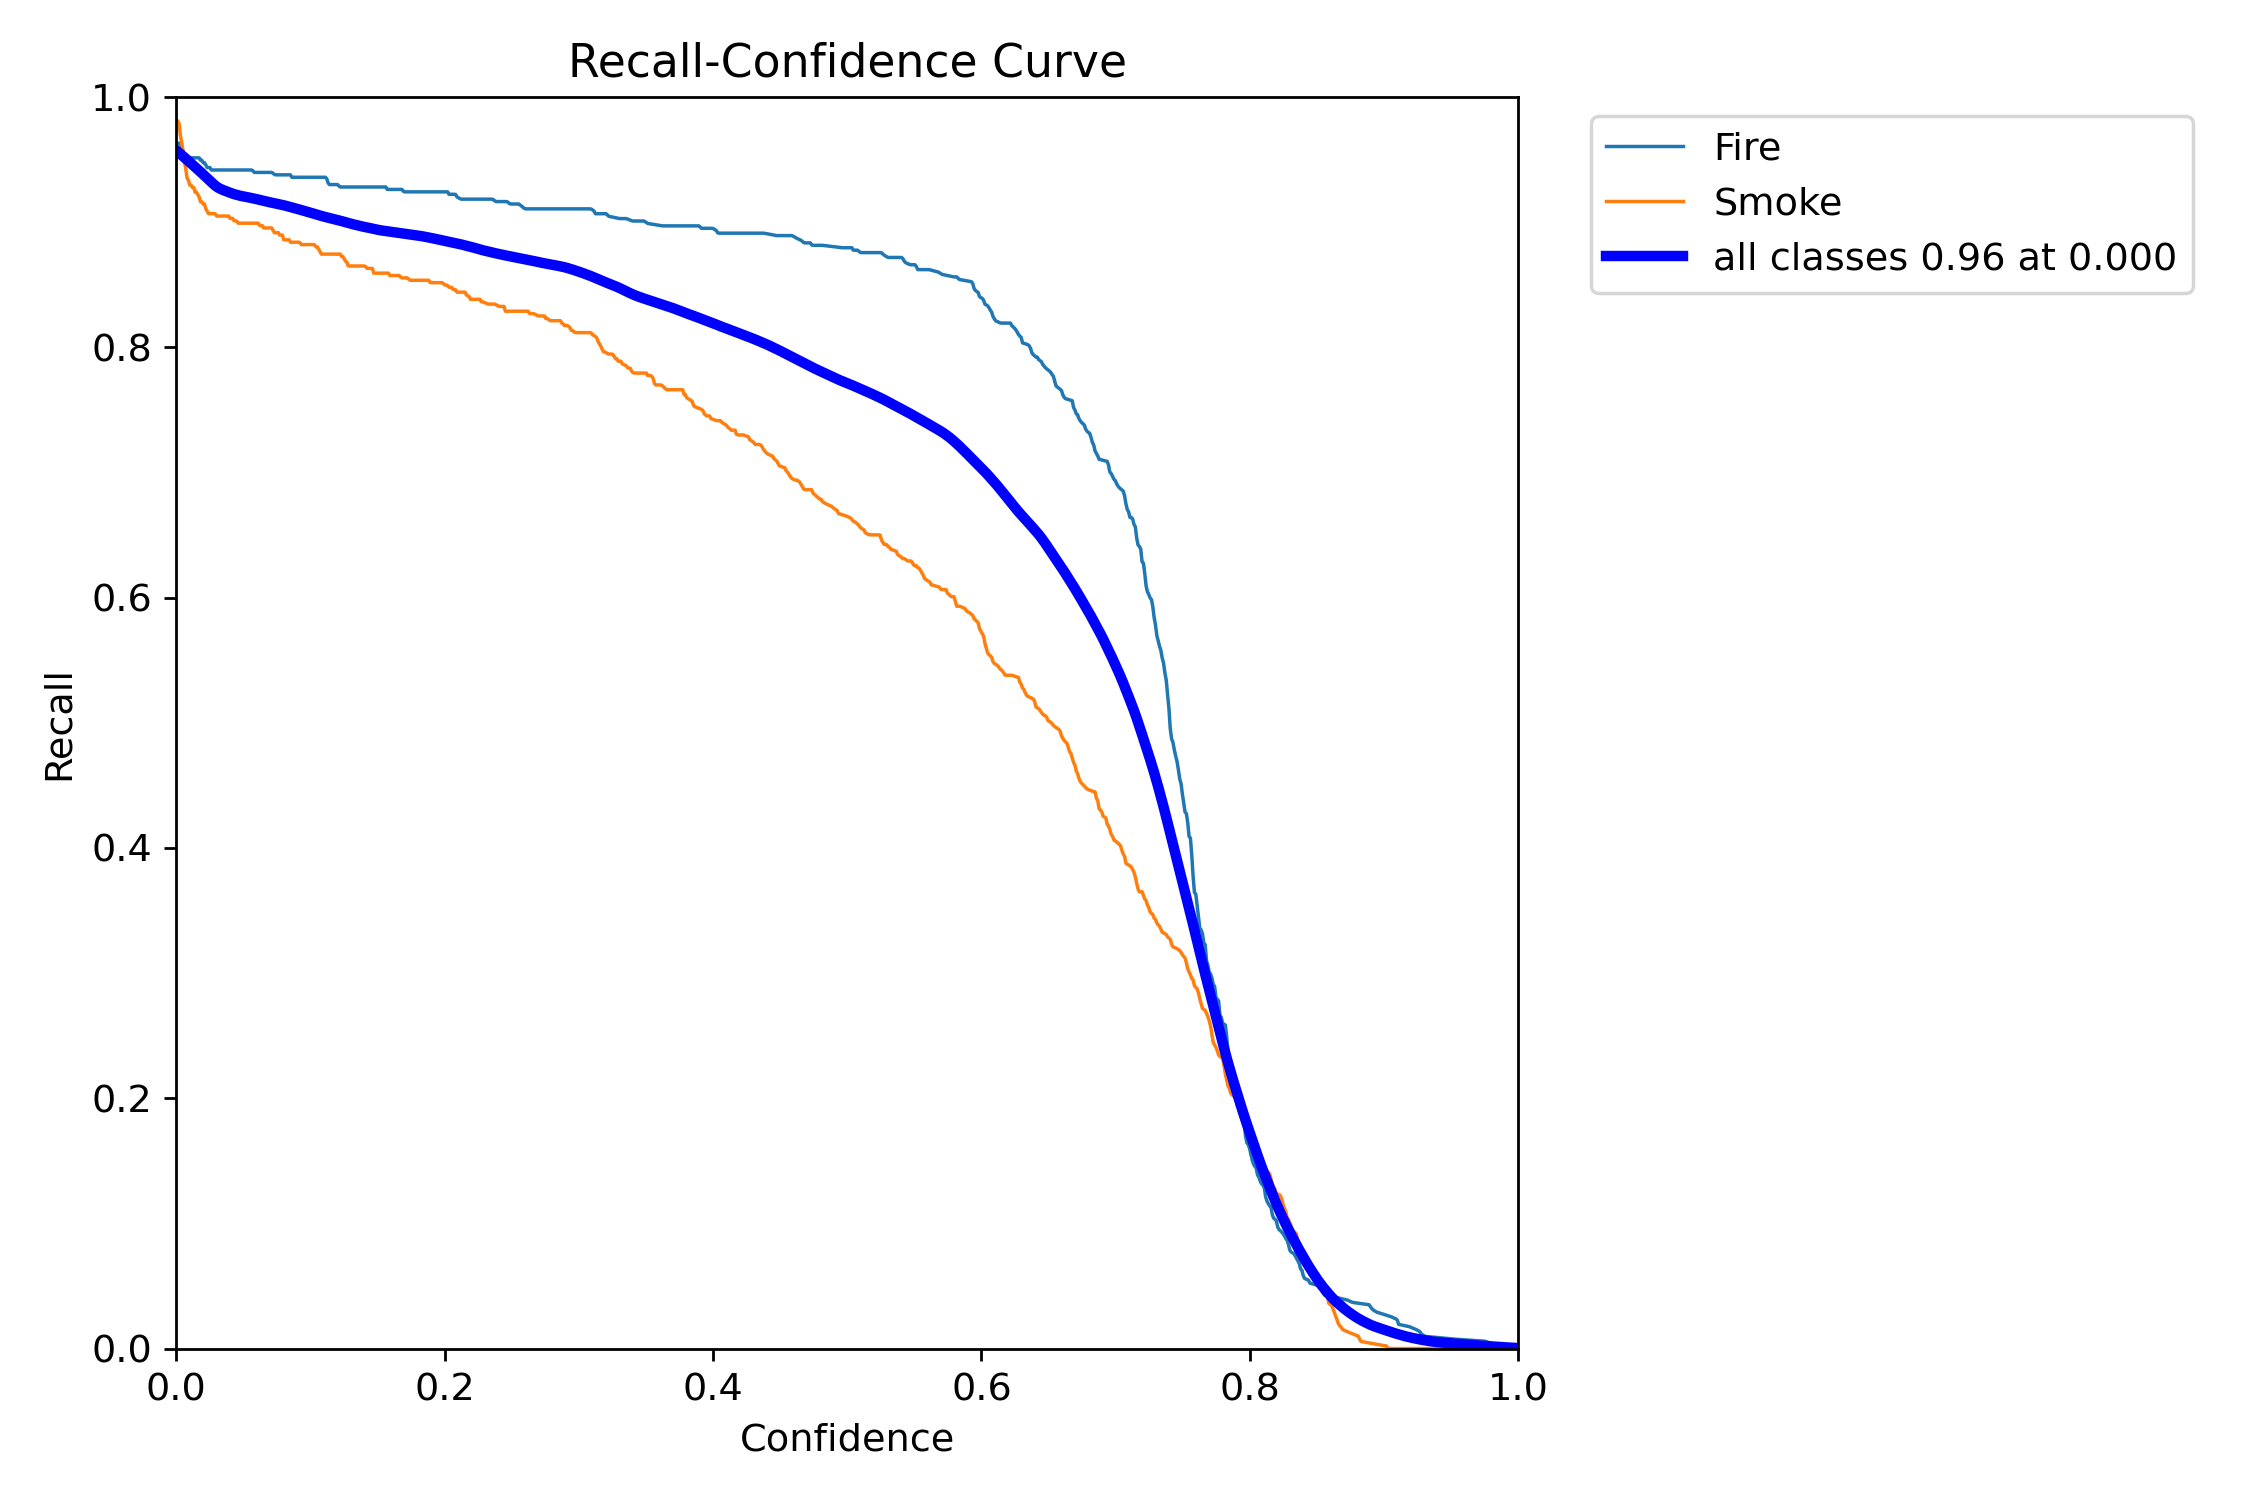 Recall-Confidence Curve
1.0
0.8
0.6
0.4
0.2
0.0
Recall
0.0 0.2 0.4 0.6 0.8 1.0
Confidence
Fire
Smoke
all classes 0.96 at 0.000